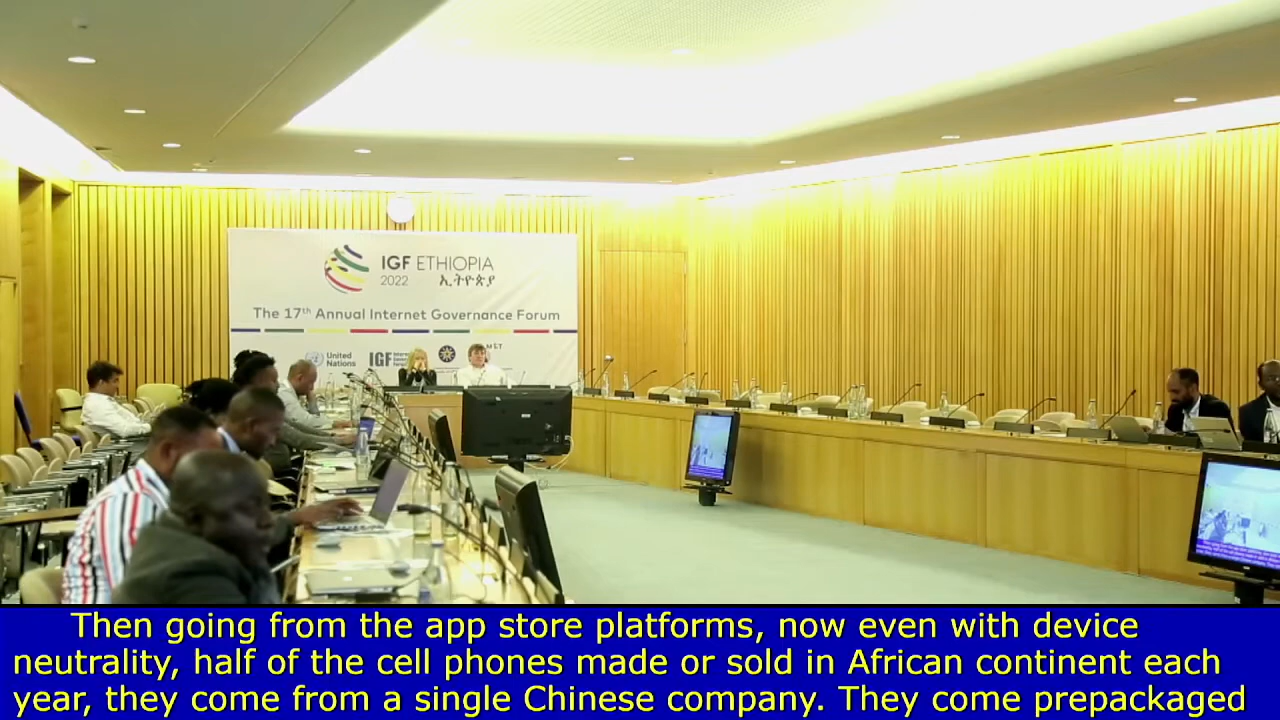 IGF ETHIOPIA
2022 ኢትዮጵያ
The 17th Annual Internet Governance Forum
United
Nations
IGF
Then going from the app store platforms, now even with device
neutrality, half of the cell phones made or sold in African continent each
year, they come from a single Chinese company. They come prepackaged